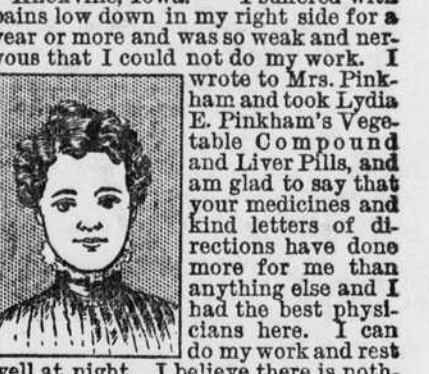 Knoxville, Iowa. I suffered with
pains low down in my right side for a
year or more and was so weak and ner-
vous that I could not do my work. I
wrote to Mrs. Pink-
ham and took Lydia
E. Pinkham's Vege-
table Compound
and Liver Pills, and
am glad to say that
your medicines and
kind letters of di-
rections have done
more for me than
anything else and I
had the best physi-
cians here. I can
do my work and rest
well at night. I believe there is noth-